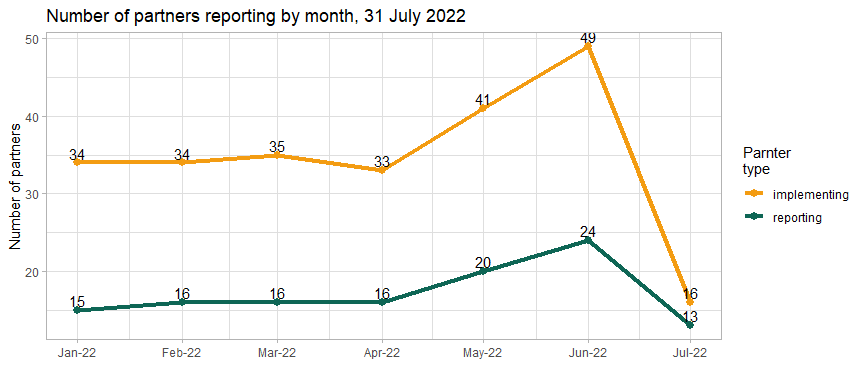 Number of partners reporting by month, 31 July 2022
Number of partners
50
40
30
20
34
34
35
33
41
49
16
15
16
16
16
20
24
13
Jan-22
Feb-22
Mar-22
Apr-22
May-22
Jun-22
Jul-22
Parnter
type
implementing
reporting